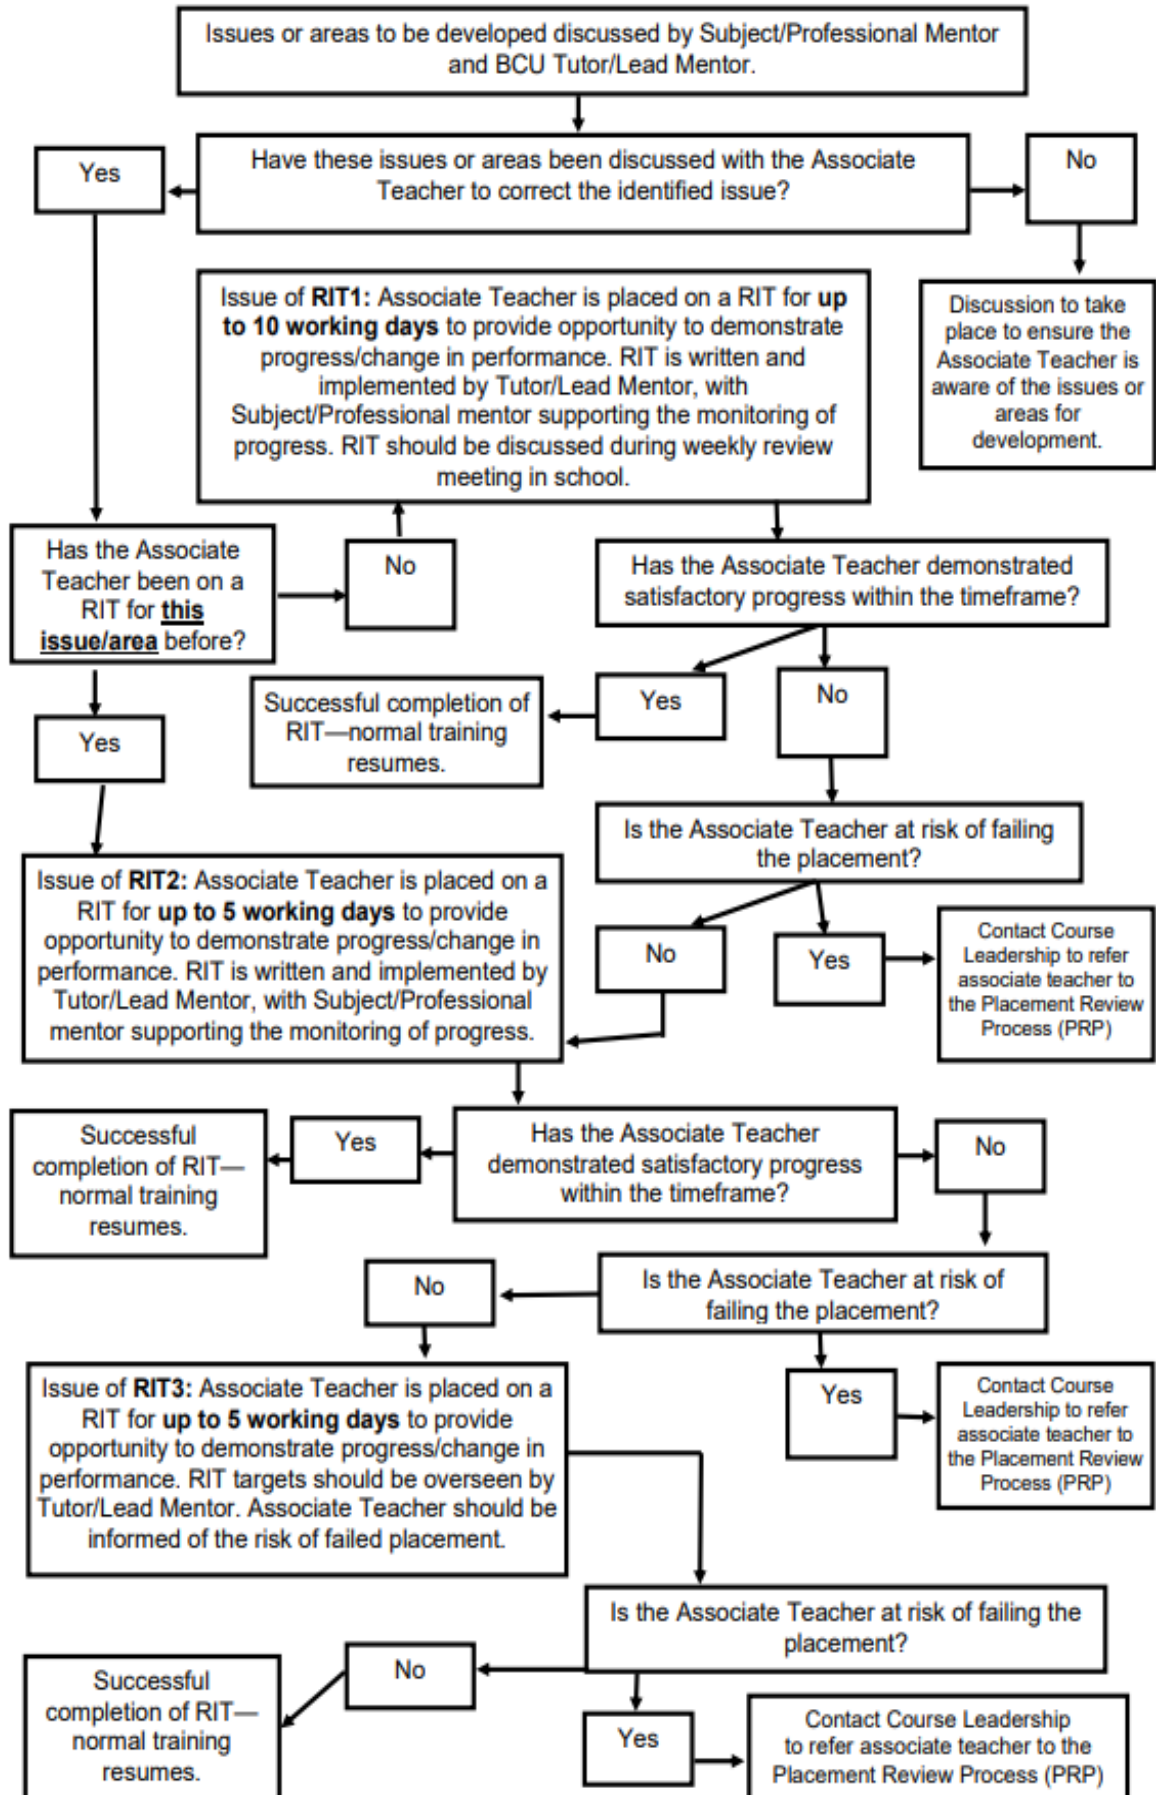 Issues or areas to be developed discussed by Subject/Professional Mentor
and BCU Tutor/Lead Mentor.
Yes
Have these issues or areas been discussed with the Associate
Teacher to correct the identified issue?
No
Issue of RIT1: Associate Teacher is placed on a RIT for up
to 10 working days to provide opportunity to demonstrate
progress/change in performance. RIT is written and
implemented by Tutor/Lead Mentor, with
Subject/Professional mentor supporting the monitoring of
progress. RIT should be discussed during weekly review
meeting in school.
Discussion to take
place to ensure the
Associate Teacher is
aware of the issues or
areas for
development.
Has the Associate
Teacher been on a
RIT for this
issue/area before?
No
Has the Associate Teacher demonstrated
satisfactory progress within the timeframe?
Yes
Successful completion of
RIT—normal training
resumes.
Yes
No
Is the Associate Teacher at risk of failing
the placement?
Issue of RIT2: Associate Teacher is placed on a
RIT for up to 5 working days to provide
opportunity to demonstrate progress/change in
performance. RIT is written and implemented by
Tutor/Lead Mentor, with Subject/Professional
mentor supporting the monitoring of progress.
No
Yes
Contact Course
Leadership to refer
associate teacher to
the Placement Review
Process (PRP)
Successful
completion of RIT—
normal training
resumes.
Yes
Has the Associate Teacher
demonstrated satisfactory progress
within the timeframe?
No
No
Is the Associate Teacher at risk of
failing the placement?
Issue of RIT3: Associate Teacher is placed on a
RIT for up to 5 working days to provide
opportunity to demonstrate progress/change in
performance. RIT targets should be overseen by
Tutor/Lead Mentor. Associate Teacher should be
informed of the risk of failed placement.
Yes
Contact Course
Leadership to refer
associate teacher to
the Placement Review
Process (PRP)
Is the Associate Teacher at risk of failing the
placement?
Successful
completion of RIT—
normal training
resumes.
No
Yes
Contact Course Leadership
to refer associate teacher to the
Placement Review Process (PRP)